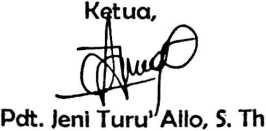 Ketua,
Pdt. Jeni Turu' Allo, S. Th